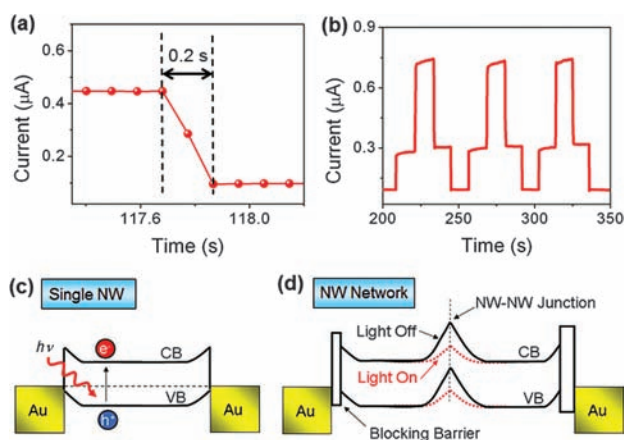 (a)
0.6
0.4
0.2
Current (μA)
0.2 s
117.6
118.0
Time (s)
(b)
0.9
0.6
0.3
0.0
Current (μA)
200
250
300
350
Time (s)
(c)
Single NW
hν
e-
CB
h+
VB
Au
Au
(d)
NW Network
NW-NW Junction
Light Off
Light On
CB
VB
Au
Au
Blocking Barrier